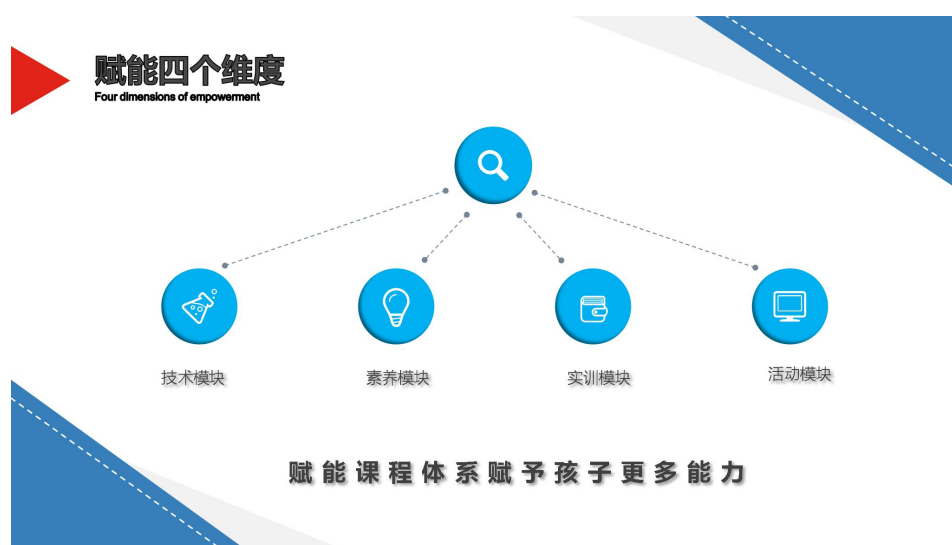 赋能四个维度
Four dimensions of empowerment
技术模块
素养模块
实训模块
活动模块
赋能课程体系赋予孩子更多能力